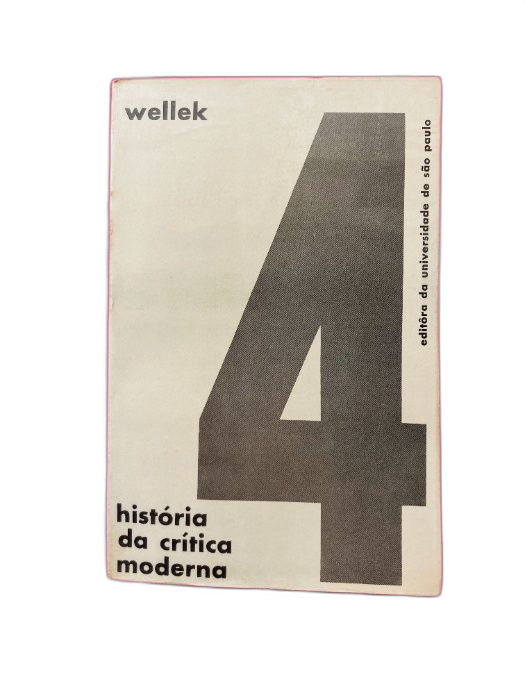 wellek
4
editôra da universidade de são paulo
história
da crítica
moderna